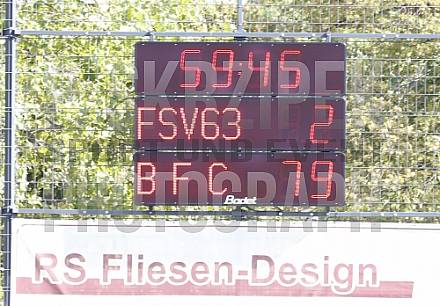 59:45
FSV63 2
BFC 79
Bodet
RS Fliesen-Design